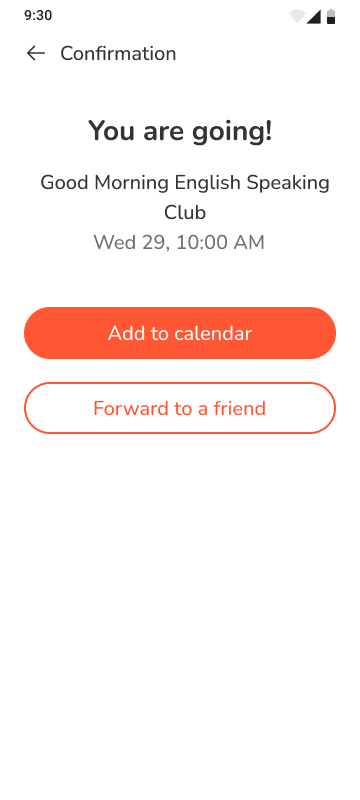 9:30
Confirmation
You are going!
Good Morning English Speaking
Club
Wed 29, 10:00 AM
Add to calendar
Forward to a friend